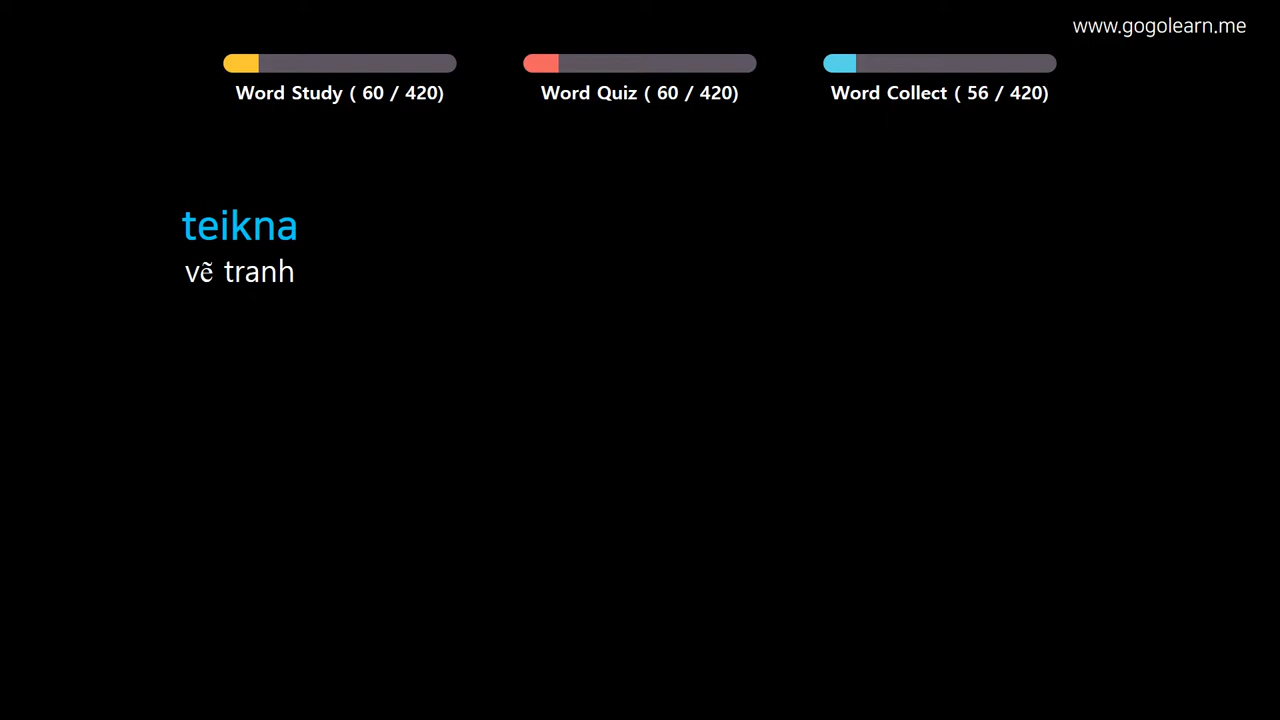 www.gogolearn.me
Word Study ( 60 / 420)
Word Quiz ( 60 / 420)
Word Collect ( 56 / 420)
teikna
vẽ tranh